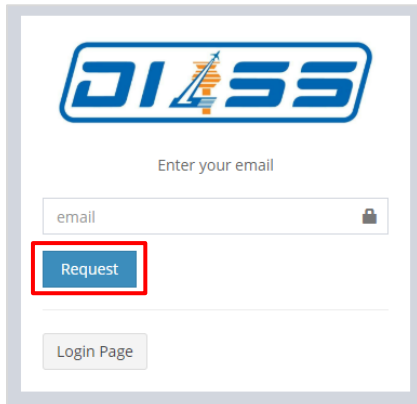 DIASS
Enter your email
email
Request
Login Page